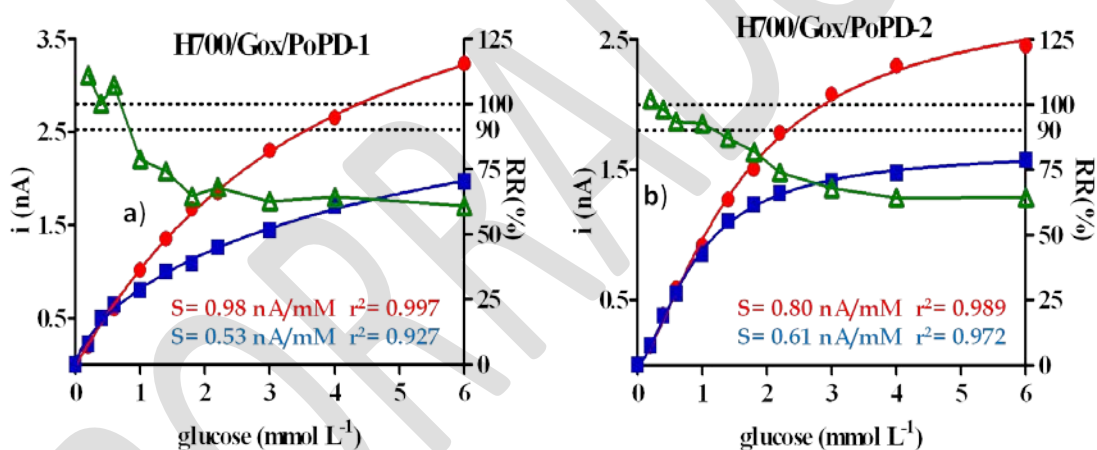 H700/Gox/PoPD-1
3.5
2.5
1.5
0.5
i (nA)
125
100
90
75
50
25
0
RR(%)
a)
S= 0.98 nA/mM r²= 0.997
S= 0.53 nA/mM r²= 0.927
0 1 2 3 4 5 6
glucose (mmol L⁻¹)
H700/Gox/PoPD-2
2.5
1.5
0.5
i (nA)
125
100
90
75
50
25
0
RR(%)
b)
S= 0.80 nA/mM r²= 0.989
S= 0.61 nA/mM r²= 0.972
0 1 2 3 4 5 6
glucose (mmol L⁻¹)